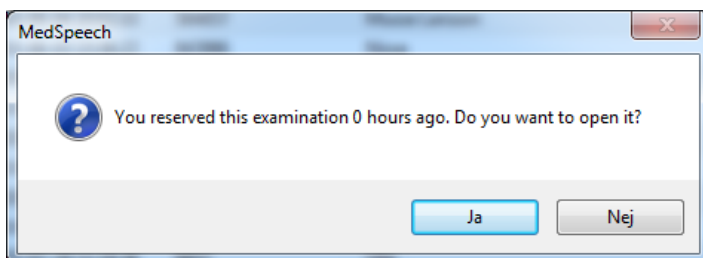 MedSpeech
You reserved this examination 0 hours ago. Do you want to open it?
Ja
Nej